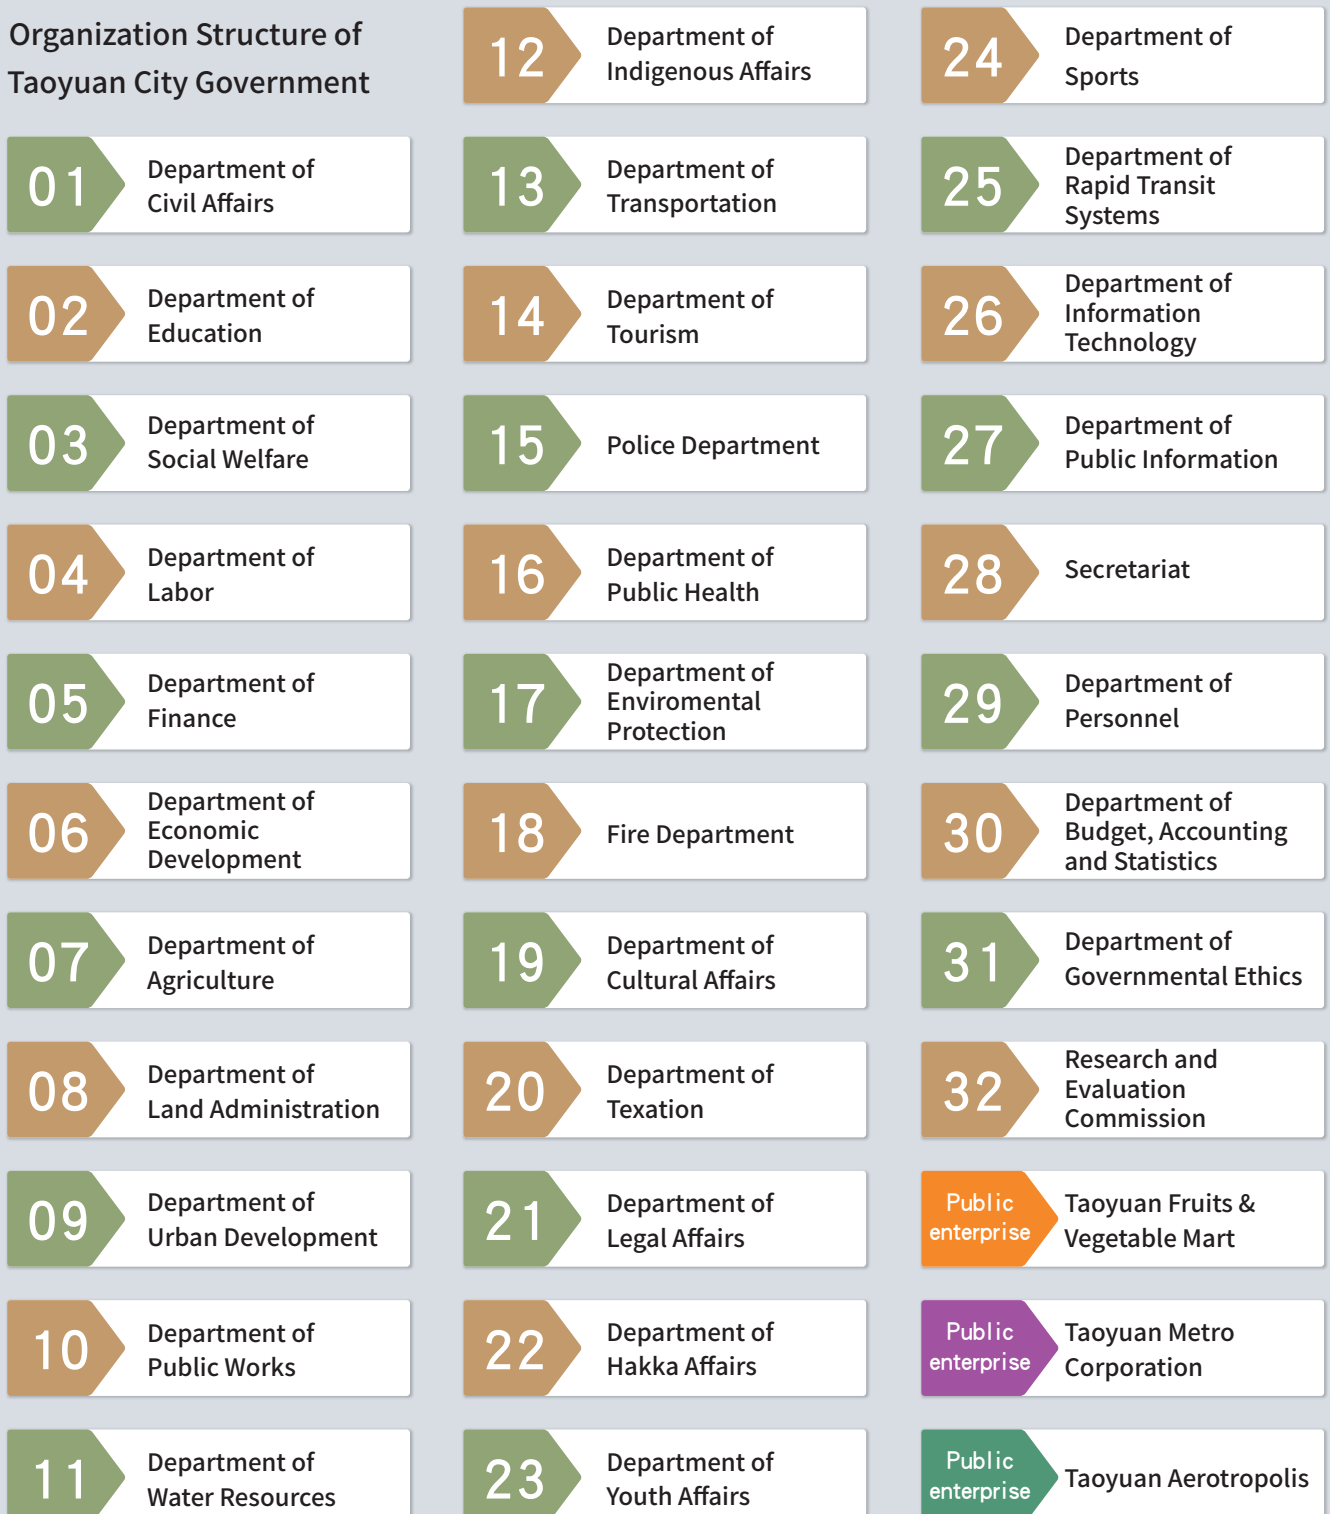 Organization Structure of
Taoyuan City Government
01
Department of
Civil Affairs
02
Department of
Education
03
Department of
Social Welfare
04
Department of
Labor
05
Department of
Finance
06
Department of
Economic
Development
07
Department of
Agriculture
08
Department of
Land Administration
09
Department of
Urban Development
10
Department of
Public Works
11
Department of
Water Resources
12
Department of
Indigenous Affairs
13
Department of
Transportation
14
Department of
Tourism
15
Police Department
16
Department of
Public Health
17
Department of
Enviromental
Protection
18
Fire Department
19
Department of
Cultural Affairs
20
Department of
Texation
21
Department of
Legal Affairs
22
Department of
Hakka Affairs
23
Department of
Youth Affairs
24
Department of
Sports
25
Department of
Rapid Transit
Systems
26
Department of
Information
Technology
27
Department of
Public Information
28
Secretariat
29
Department of
Personnel
30
Department of
Budget, Accounting
and Statistics
31
Department of
Governmental Ethics
32
Research and
Evaluation
Commission
Public
enterprise
Taoyuan Fruits &
Vegetable Mart
Public
enterprise
Taoyuan Metro
Corporation
Public
enterprise
Taoyuan Aerotropolis